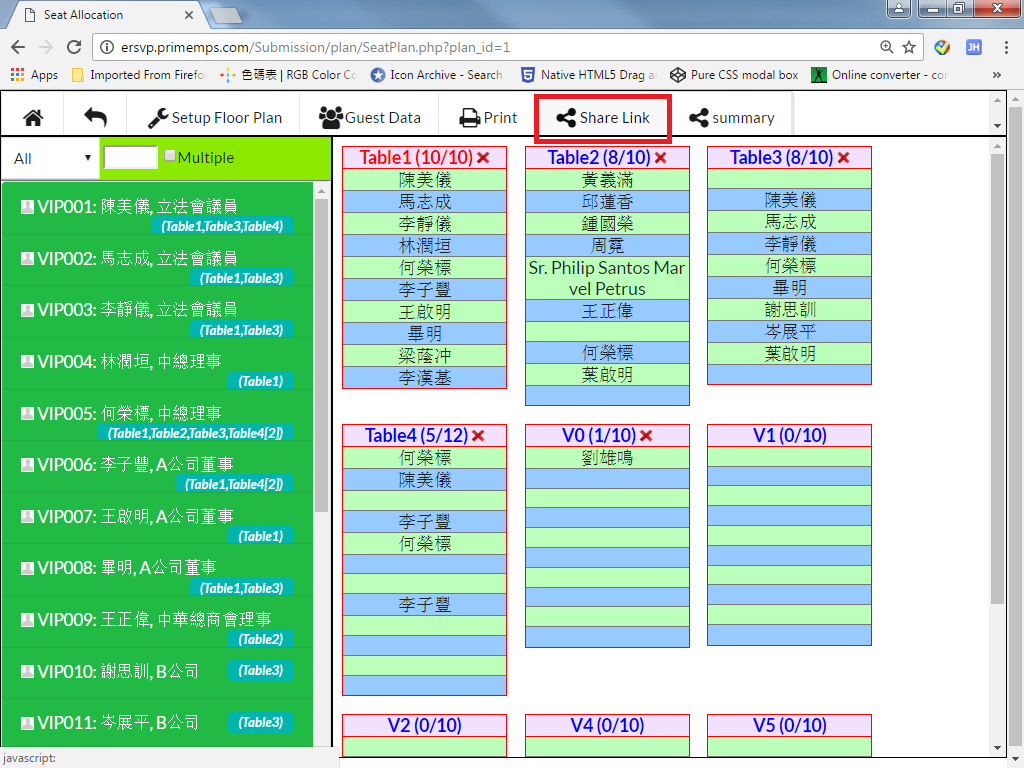 Seat Allocation
ersvp.primemps.com/Submission/plan/SeatPlan.php?plan_id=1
Apps
Imported From Firefo
色碼表 | RGB Color Co
Icon Archive - Search
Native HTML5 Drag a
Pure CSS modal box
Online converter - con
JH
Setup Floor Plan
Guest Data
Print
Share Link
summary
All
Multiple
VIP001: 陳美儀, 立法會議員
(Table1,Table3,Table4)
VIP002: 馬志成, 立法會議員
(Table1,Table3)
VIP003: 李靜儀, 立法會議員
(Table1,Table3)
VIP004: 林潤垣, 中總理事
(Table1)
VIP005: 何榮標, 中總理事
(Table1,Table2,Table3,Table4[2])
VIP006: 李子豐, A公司董事
(Table1,Table4[2])
VIP007: 王啟明, A公司董事
(Table1)
VIP008: 畢明, A公司董事
(Table1,Table3)
VIP009: 王正偉, 中華總商會理事
(Table2)
VIP010: 謝思訓, B公司
(Table3)
VIP011: 岑展平, B公司
(Table3)
javascript:
Table1 (10/10)
陳美儀
馬志成
李靜儀
林潤垣
何榮標
李子豐
王啟明
畢明
梁蔭冲
李漢基
Table2 (8/10)
黃義滿
邱蓮香
鍾國榮
周霓
Sr. Philip Santos Mar
vel Petrus
王正偉
何榮標
葉啟明
Table3 (8/10)
陳美儀
馬志成
李靜儀
何榮標
畢明
謝思訓
岑展平
葉啟明
Table4 (5/12)
何榮標
陳美儀
李子豐
何榮標
李子豐
V0 (1/10)
劉雄鳴
V1 (0/10)
V2 (0/10)
V4 (0/10)
V5 (0/10)